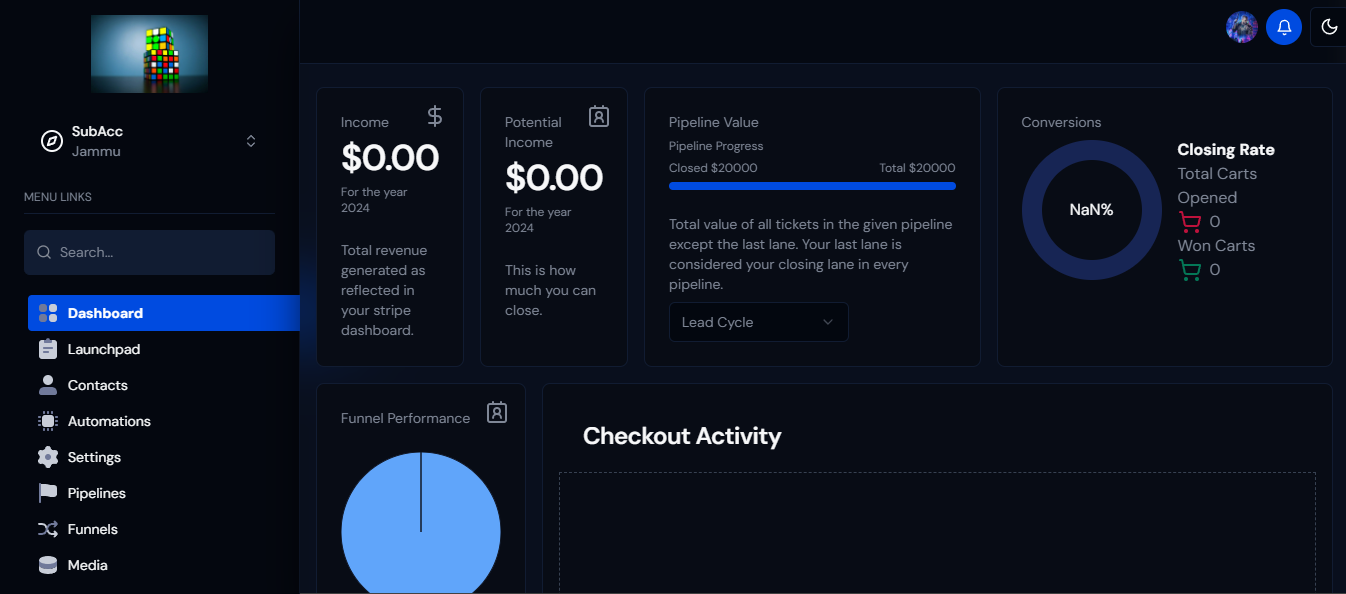 SubAcc
Jammu
MENU LINKS
Search...
Dashboard
Launchpad
Contacts
Automations
Settings
Pipelines
Funnels
Media
Income
$0.00
For the year
2024
Total revenue
generated as
reflected in
your stripe
dashboard.
Potential
Income
$0.00
For the year
2024
This is how
much you can
close.
Pipeline Value
Pipeline Progress
Closed $20000
Total $20000
Total value of all tickets in the given pipeline
except the last lane. Your last lane is
considered your closing lane in every
pipeline.
Lead Cycle
Conversions
NaN%
Closing Rate
Total Carts
Opened
0
Won Carts
0
Funnel Performance
Checkout Activity